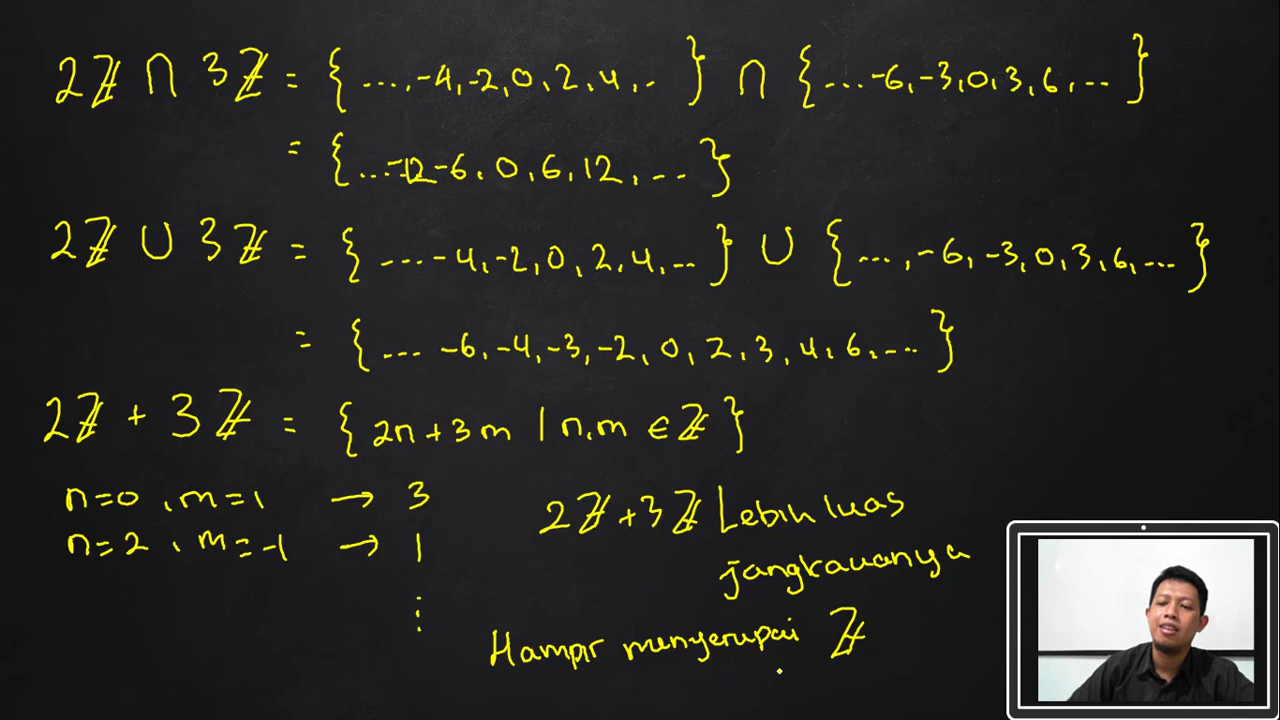 2ℤ ∩ 3ℤ = {...,-4,-2,0,2,4,..} ∩ {...-6,-3,0,3,6,...}
= {...-12-6,0,6,12,...}
2ℤ ∪ 3ℤ = {...-4,-2,0,2,4,...} ∪ {...,-6,-3,0,3,6,...}
= {... -6,-4,-3,-2,0,2,3,4,6,...}
2ℤ + 3ℤ = {2n+3m | n,m ∈ ℤ}
n=0, m=1 → 3
n=2, m=-1 → 1
⋮
2ℤ+3ℤ Lebih luas
jangkauanya
Hampir menyerupai ℤ